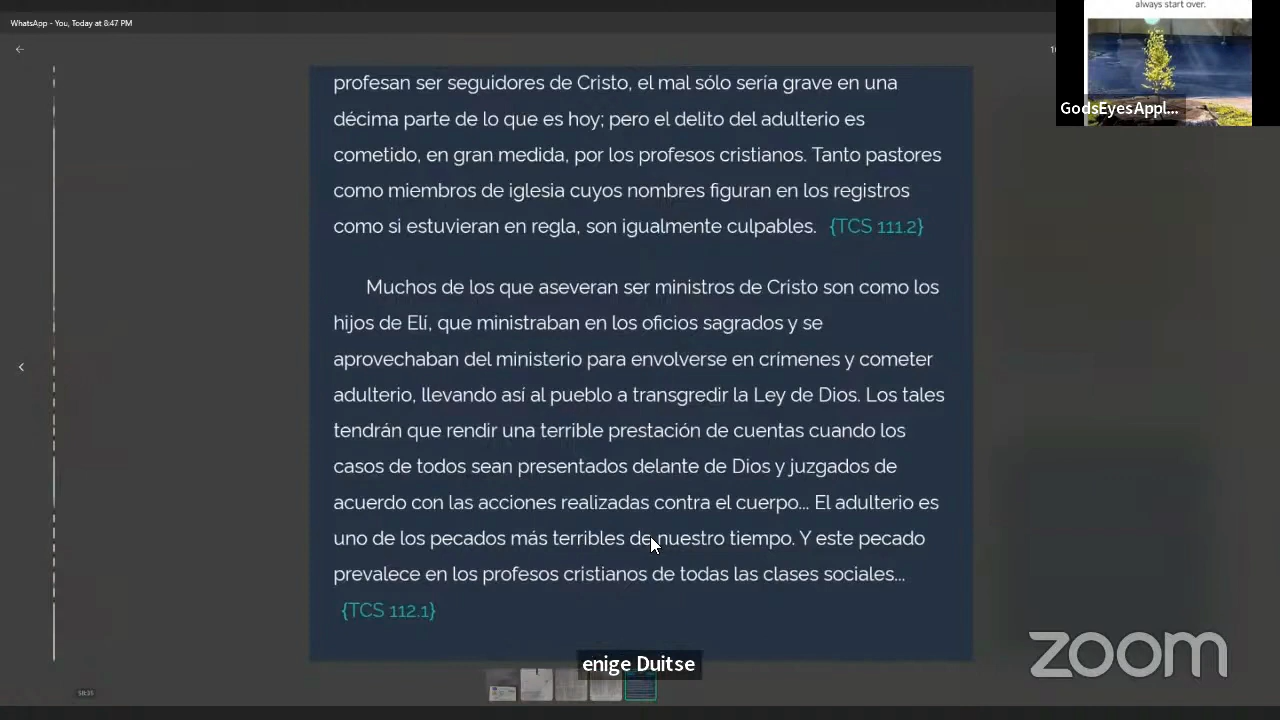 always start over.
WhatsApp - You, Today at 8:47 PM
GodsEyesAppl...
profesan ser seguidores de Cristo, el mal sólo sería grave en una
décima parte de lo que es hoy; pero el delito del adulterio es
cometido, en gran medida, por los profesos cristianos. Tanto pastores
como miembros de iglesia cuyos nombres figuran en los registros
como si estuvieran en regla, son igualmente culpables. {TCS 111.2}
Muchos de los que aseveran ser ministros de Cristo son como los
hijos de Elí, que ministraban en los oficios sagrados y se
aprovechaban del ministerio para envolverse en crímenes y cometer
adulterio, llevando así al pueblo a transgredir la Ley de Dios. Los tales
tendrán que rendir una terrible prestación de cuentas cuando los
casos de todos sean presentados delante de Dios y juzgados de
acuerdo con las acciones realizadas contra el cuerpo... El adulterio es
uno de los pecados más terribles de nuestro tiempo. Y este pecado
prevalece en los profesos cristianos de todas las clases sociales...
{TCS 112.1}
enige Duitse
zoom